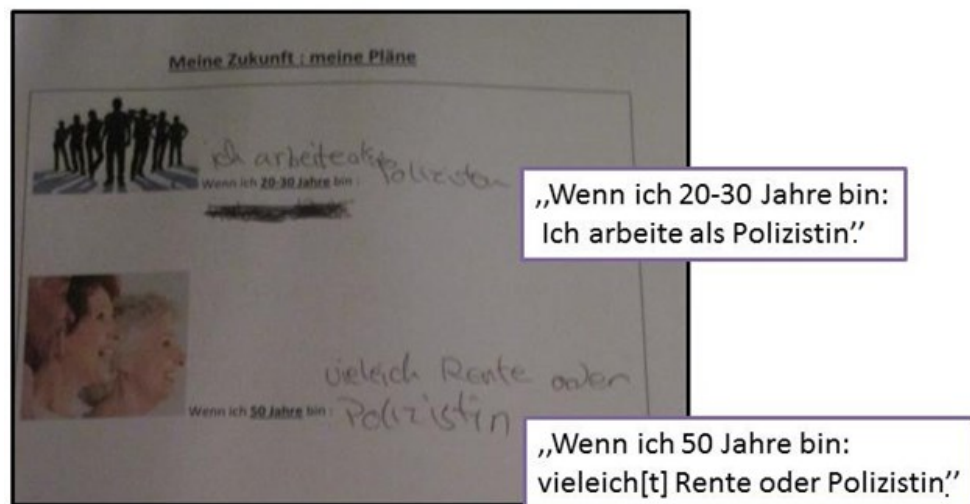 Meine Zukunft : meine Pläne
ich arbeite als Polizistin
Wenn ich 20-30 Jahre bin :
„Wenn ich 20-30 Jahre bin:
Ich arbeite als Polizistin.”
vieleich Rente oder
Wenn ich 50 Jahre bin : Polizistin
„Wenn ich 50 Jahre bin:
vieleich[t] Rente oder Polizistin.”